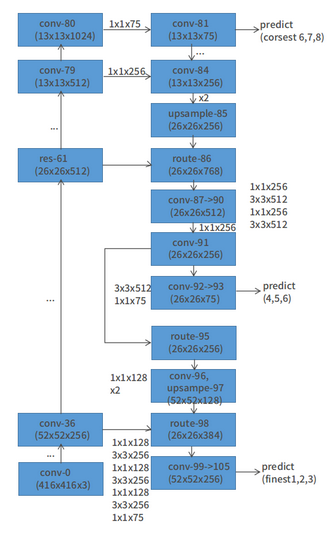 conv-80
(13x13x1024)
1x1x75
conv-81
(13x13x75)
predict
(corsest 6,7,8)
...
conv-79
(13x13x512)
1x1x256
conv-84
(13x13x256)
x2
upsample-85
(26x26x256)
...
res-61
(26x26x512)
route-86
(26x26x768)
conv-87->90
(26x26x512)
1x1x256
3x3x512
1x1x256
3x3x512
1x1x256
conv-91
(26x26x256)
3x3x512
1x1x75
conv-92->93
(26x26x75)
predict
(4,5,6)
...
route-95
(26x26x256)
1x1x128
x2
conv-96,
upsampe-97
(52x52x128)
conv-36
(52x52x256)
route-98
(26x26x384)
...
1x1x128
3x3x256
1x1x128
3x3x256
1x1x128
3x3x256
1x1x75
conv-0
(416x416x3)
conv-99->105
(52x52x256)
predict
(finest1,2,3)